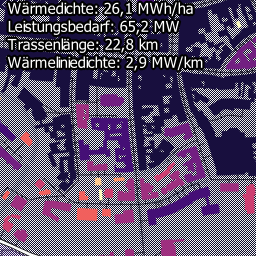 Wärmedichte: 26,1 MWh/ha
Leistungsbedarf: 65,2 MW
Trassenlänge: 22,8 km
Wärmeliniedichte: 2,9 MW/km